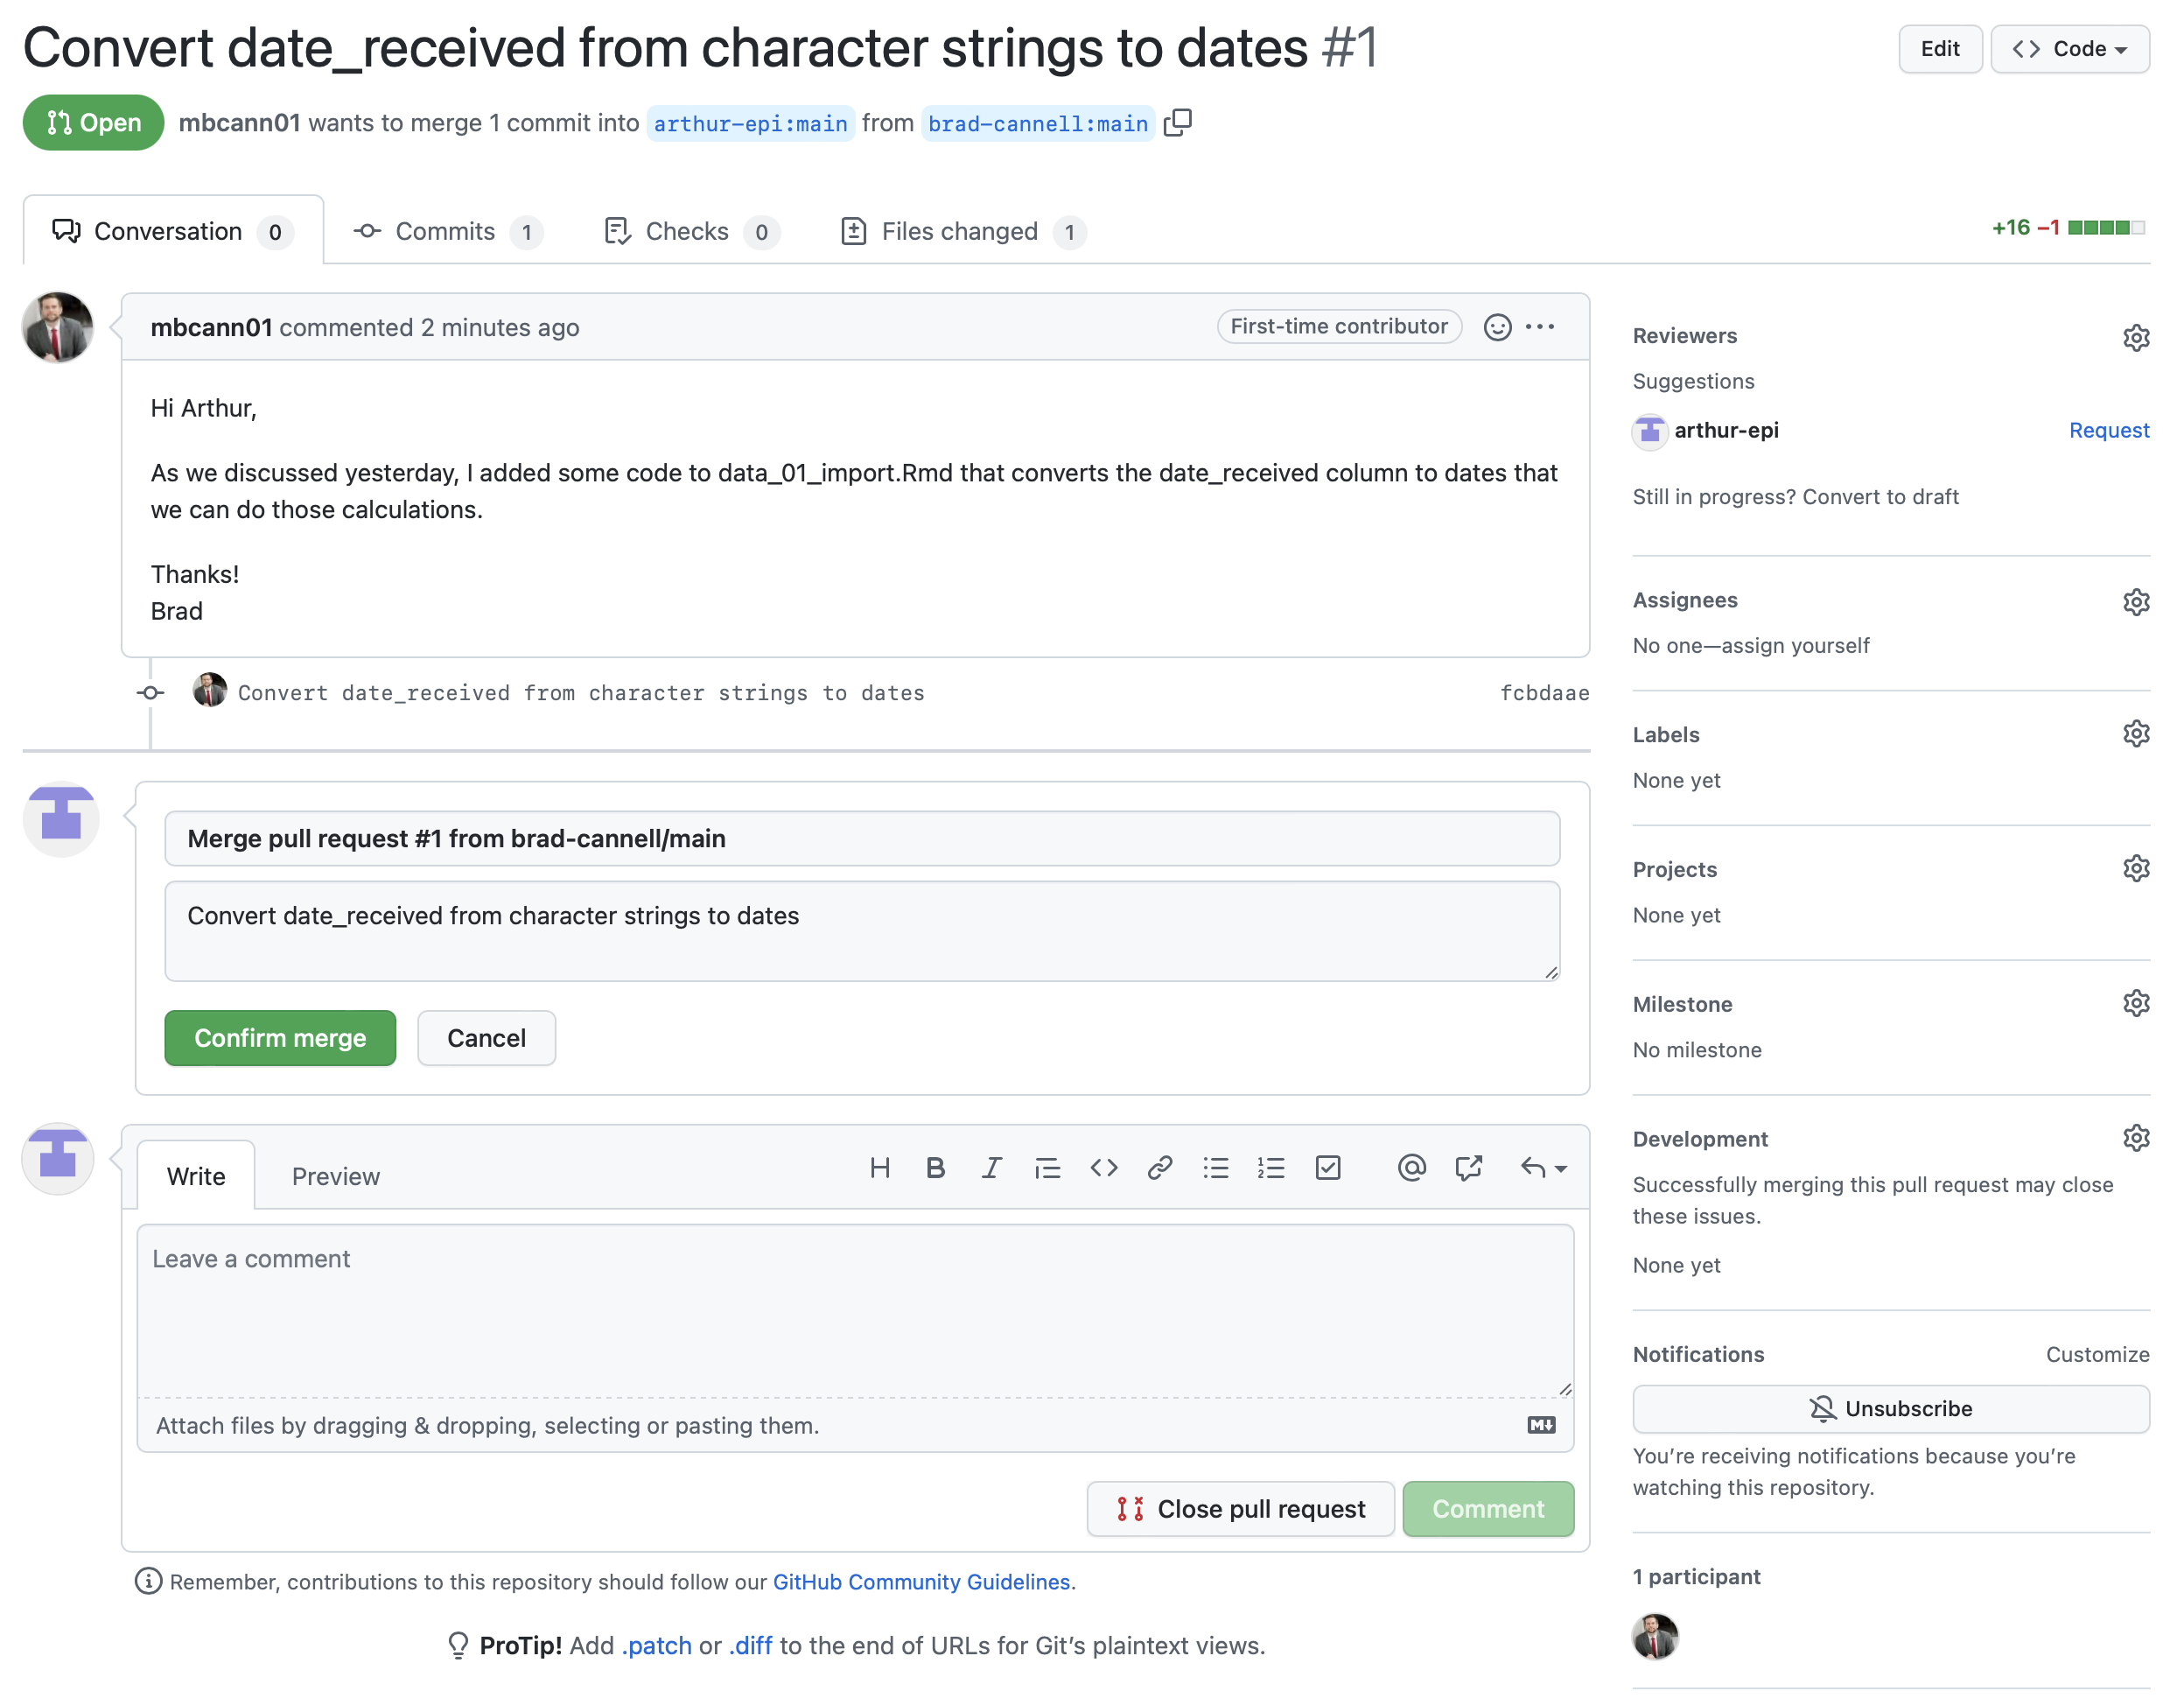 Convert date_received from character strings to dates #1
Edit
Code
Open
mbcann01 wants to merge 1 commit into arthur-epi:main from brad-cannell:main
Conversation 0
Commits 1
Checks 0
Files changed 1
+16 −1
mbcann01 commented 2 minutes ago
First-time contributor
Hi Arthur,
As we discussed yesterday, I added some code to data_01_import.Rmd that converts the date_received column to dates that
we can do those calculations.
Thanks!
Brad
Convert date_received from character strings to dates
fcbdaae
Merge pull request #1 from brad-cannell/main
Convert date_received from character strings to dates
Confirm merge
Cancel
Write
Preview
Leave a comment
Attach files by dragging & dropping, selecting or pasting them.
Close pull request
Comment
Remember, contributions to this repository should follow our GitHub Community Guidelines.
ProTip! Add .patch or .diff to the end of URLs for Git’s plaintext views.
Reviewers
Suggestions
arthur-epi
Request
Still in progress? Convert to draft
Assignees
No one—assign yourself
Labels
None yet
Projects
None yet
Milestone
No milestone
Development
Successfully merging this pull request may close
these issues.
None yet
Notifications
Customize
Unsubscribe
You’re receiving notifications because you’re
watching this repository.
1 participant